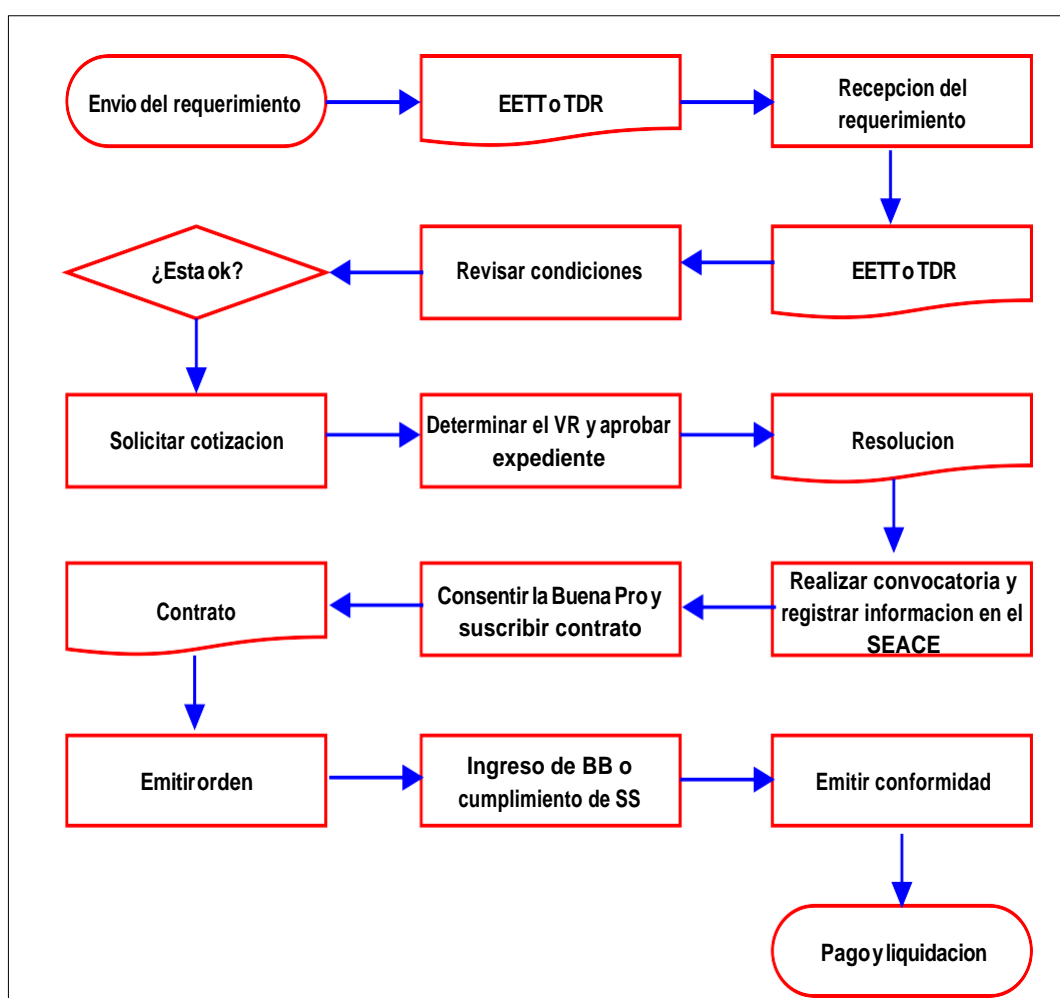 Envio del requerimiento
EETT o TDR
Recepcion del
requerimiento
¿Esta ok?
Revisar condiciones
EETT o TDR
Solicitar cotizacion
Determinar el VR y aprobar
expediente
Resolucion
Contrato
Consentir la Buena Pro y
suscribir contrato
Realizar convocatoria y
registrar informacion en el
SEACE
Emitir orden
Ingreso de BB o
cumplimiento de SS
Emitir conformidad
Pago y liquidacion